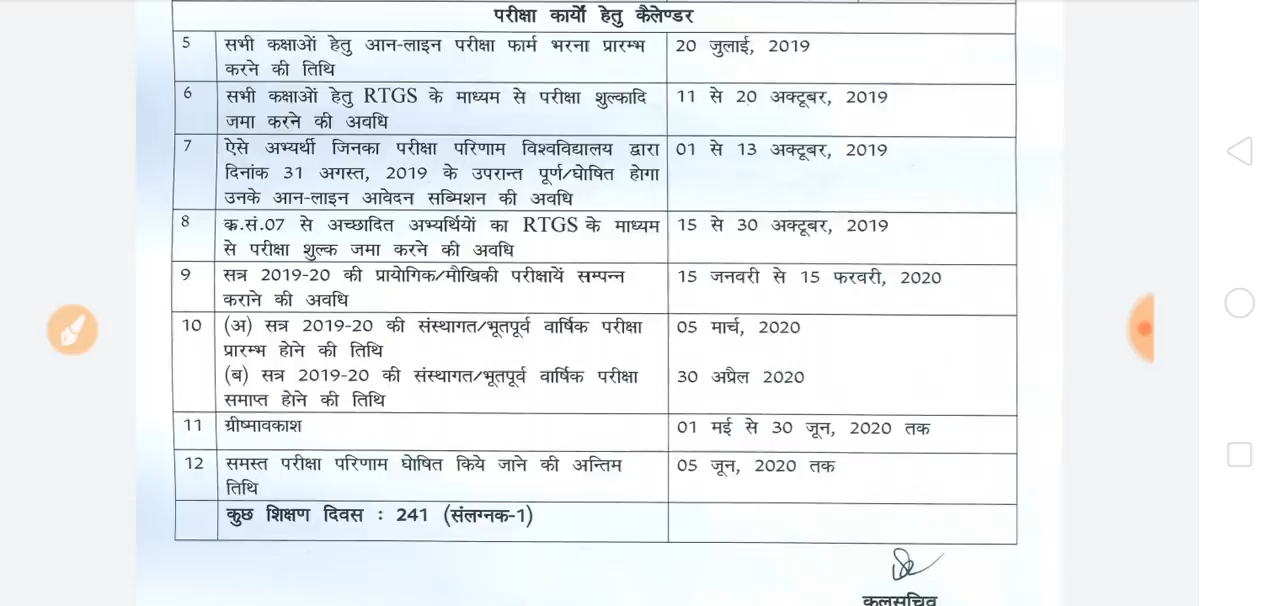 परीक्षा कार्यों हेतु कैलेण्डर
5 सभी कक्षाओं हेतु आन-लाइन परीक्षा फार्म भरना प्रारम्भ 20 जुलाई, 2019
करने की तिथि
6 सभी कक्षाओं हेतु RTGS के माध्यम से परीक्षा शुल्कादि 11 से 20 अक्टूबर, 2019
जमा करने की अवधि
7 ऐसे अभ्यर्थी जिनका परीक्षा परिणाम विश्वविद्यालय द्वारा 01 से 13 अक्टूबर, 2019
दिनांक 31 अगस्त, 2019 के उपरान्त पूर्ण/घोषित होगा
उनके आन-लाइन आवेदन सब्मिशन की अवधि
8 क्र.सं.07 से अच्छादित अभ्यर्थियों का RTGS के माध्यम 15 से 30 अक्टूबर, 2019
से परीक्षा शुल्क जमा करने की अवधि
9 सत्र 2019-20 की प्रायोगिक/मौखिकी परीक्षायें सम्पन्न 15 जनवरी से 15 फरवरी, 2020
कराने की अवधि
10 (अ) सत्र 2019-20 की संस्थागत/भूतपूर्व वार्षिक परीक्षा 05 मार्च, 2020
प्रारम्भ होने की तिथि
(ब) सत्र 2019-20 की संस्थागत/भूतपूर्व वार्षिक परीक्षा 30 अप्रैल 2020
समाप्त होने की तिथि
11 ग्रीष्मावकाश 01 मई से 30 जून, 2020 तक
12 समस्त परीक्षा परिणाम घोषित किये जाने की अन्तिम 05 जून, 2020 तक
तिथि
कुछ शिक्षण दिवस : 241 (संलग्नक-1)
कुलसचिव